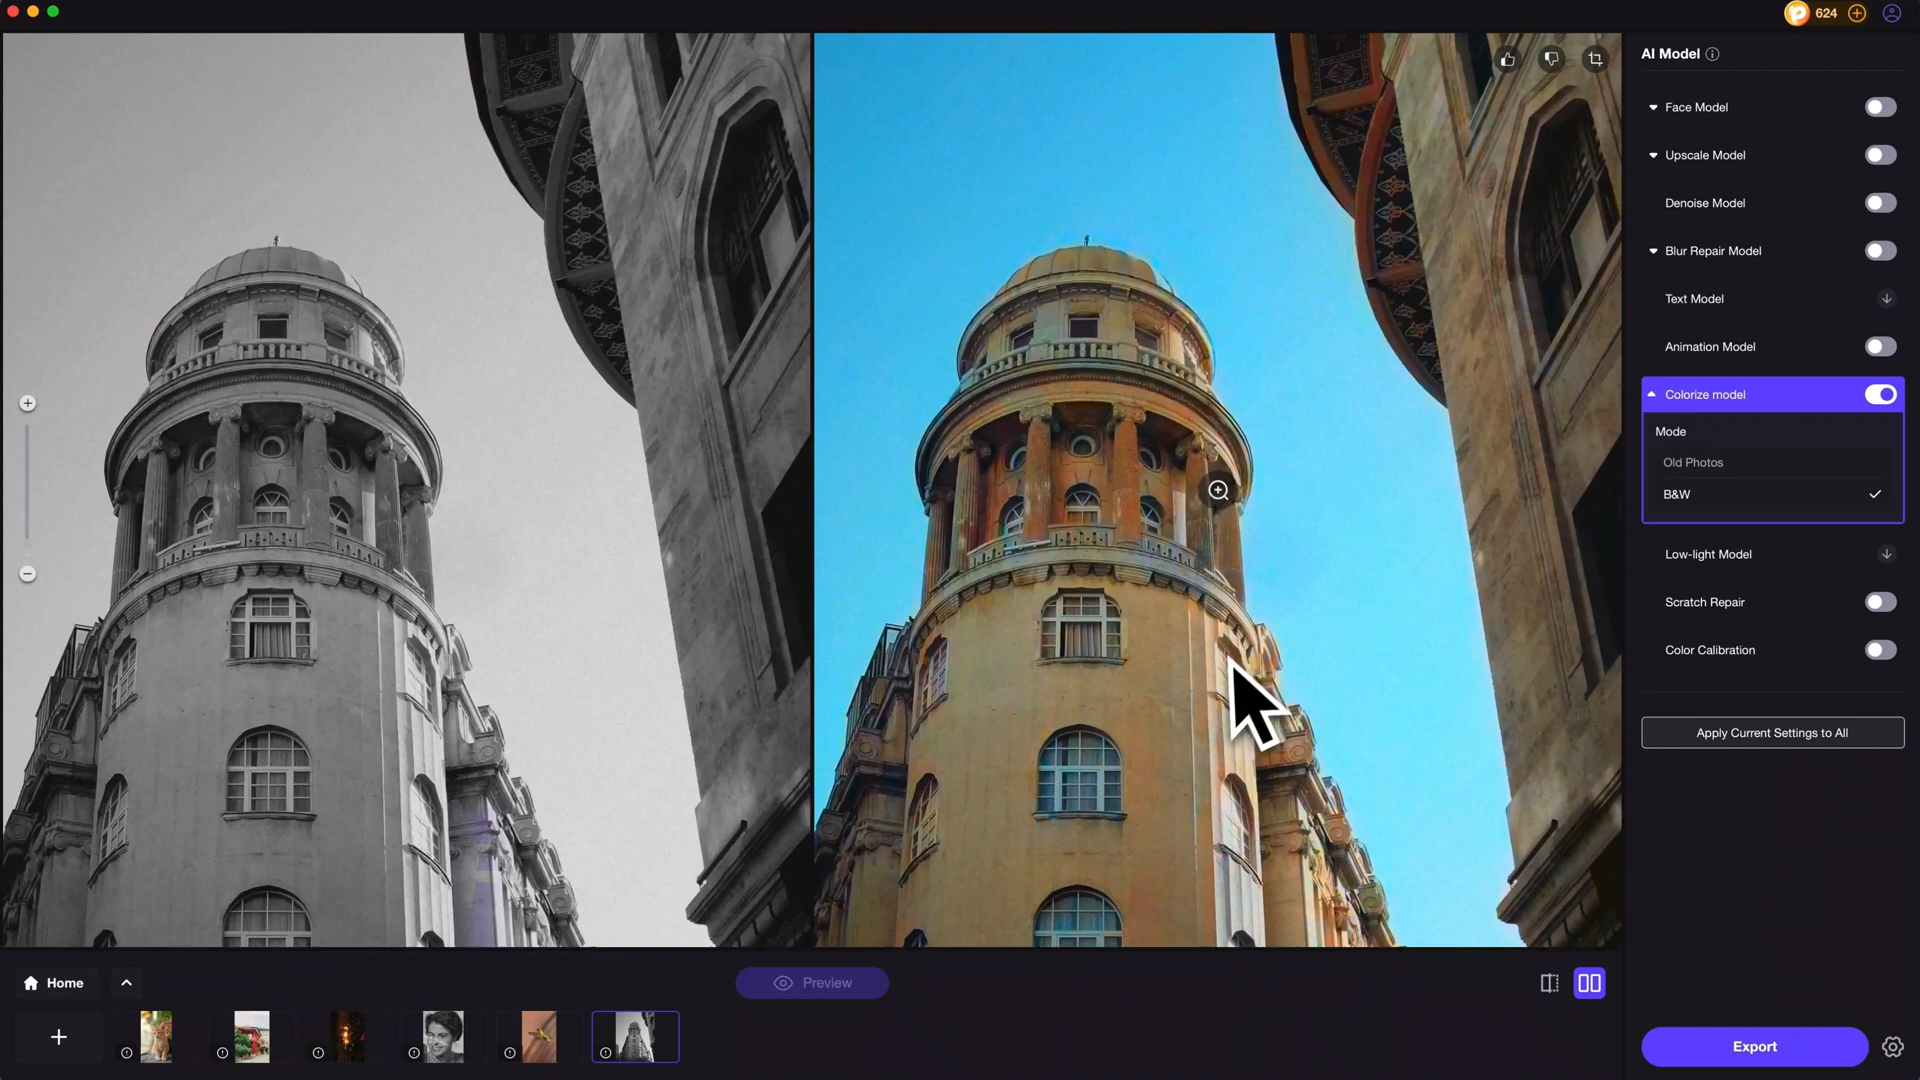 624
AI Model
Face Model
Upscale Model
Denoise Model
Blur Repair Model
Text Model
Animation Model
Colorize model
Mode
Old Photos
B&W
Low-light Model
Scratch Repair
Color Calibration
Apply Current Settings to All
Home
Preview
Export